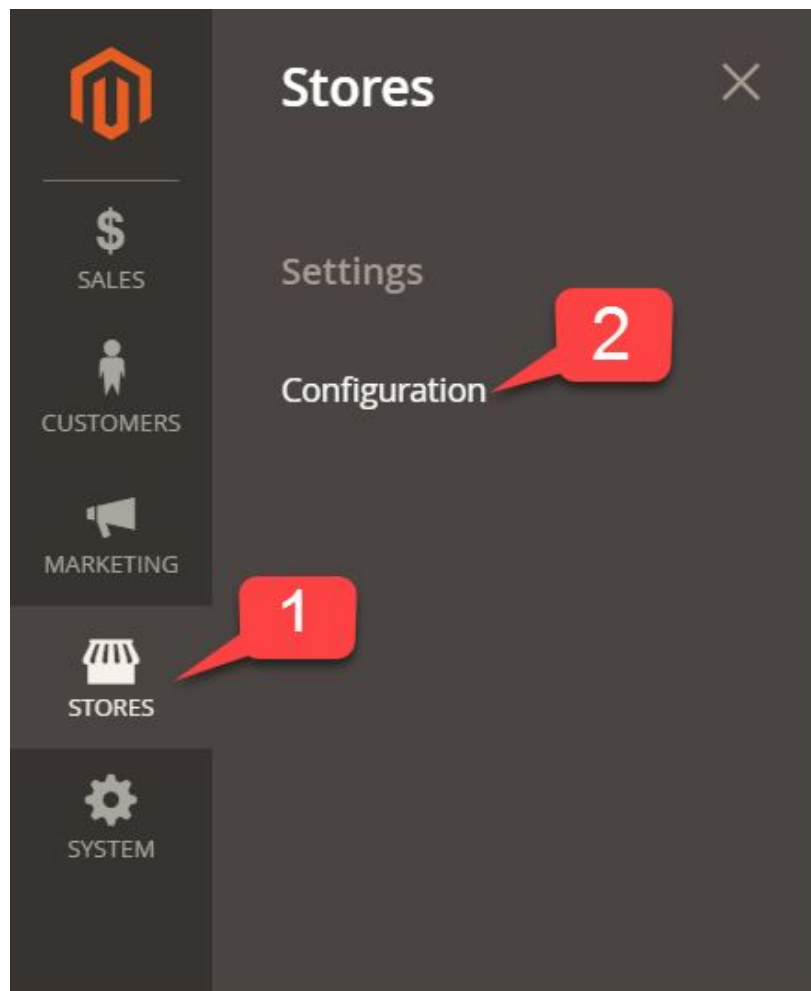 Stores
$
SALES
Settings
2
CUSTOMERS
Configuration
MARKETING
1
STORES
SYSTEM